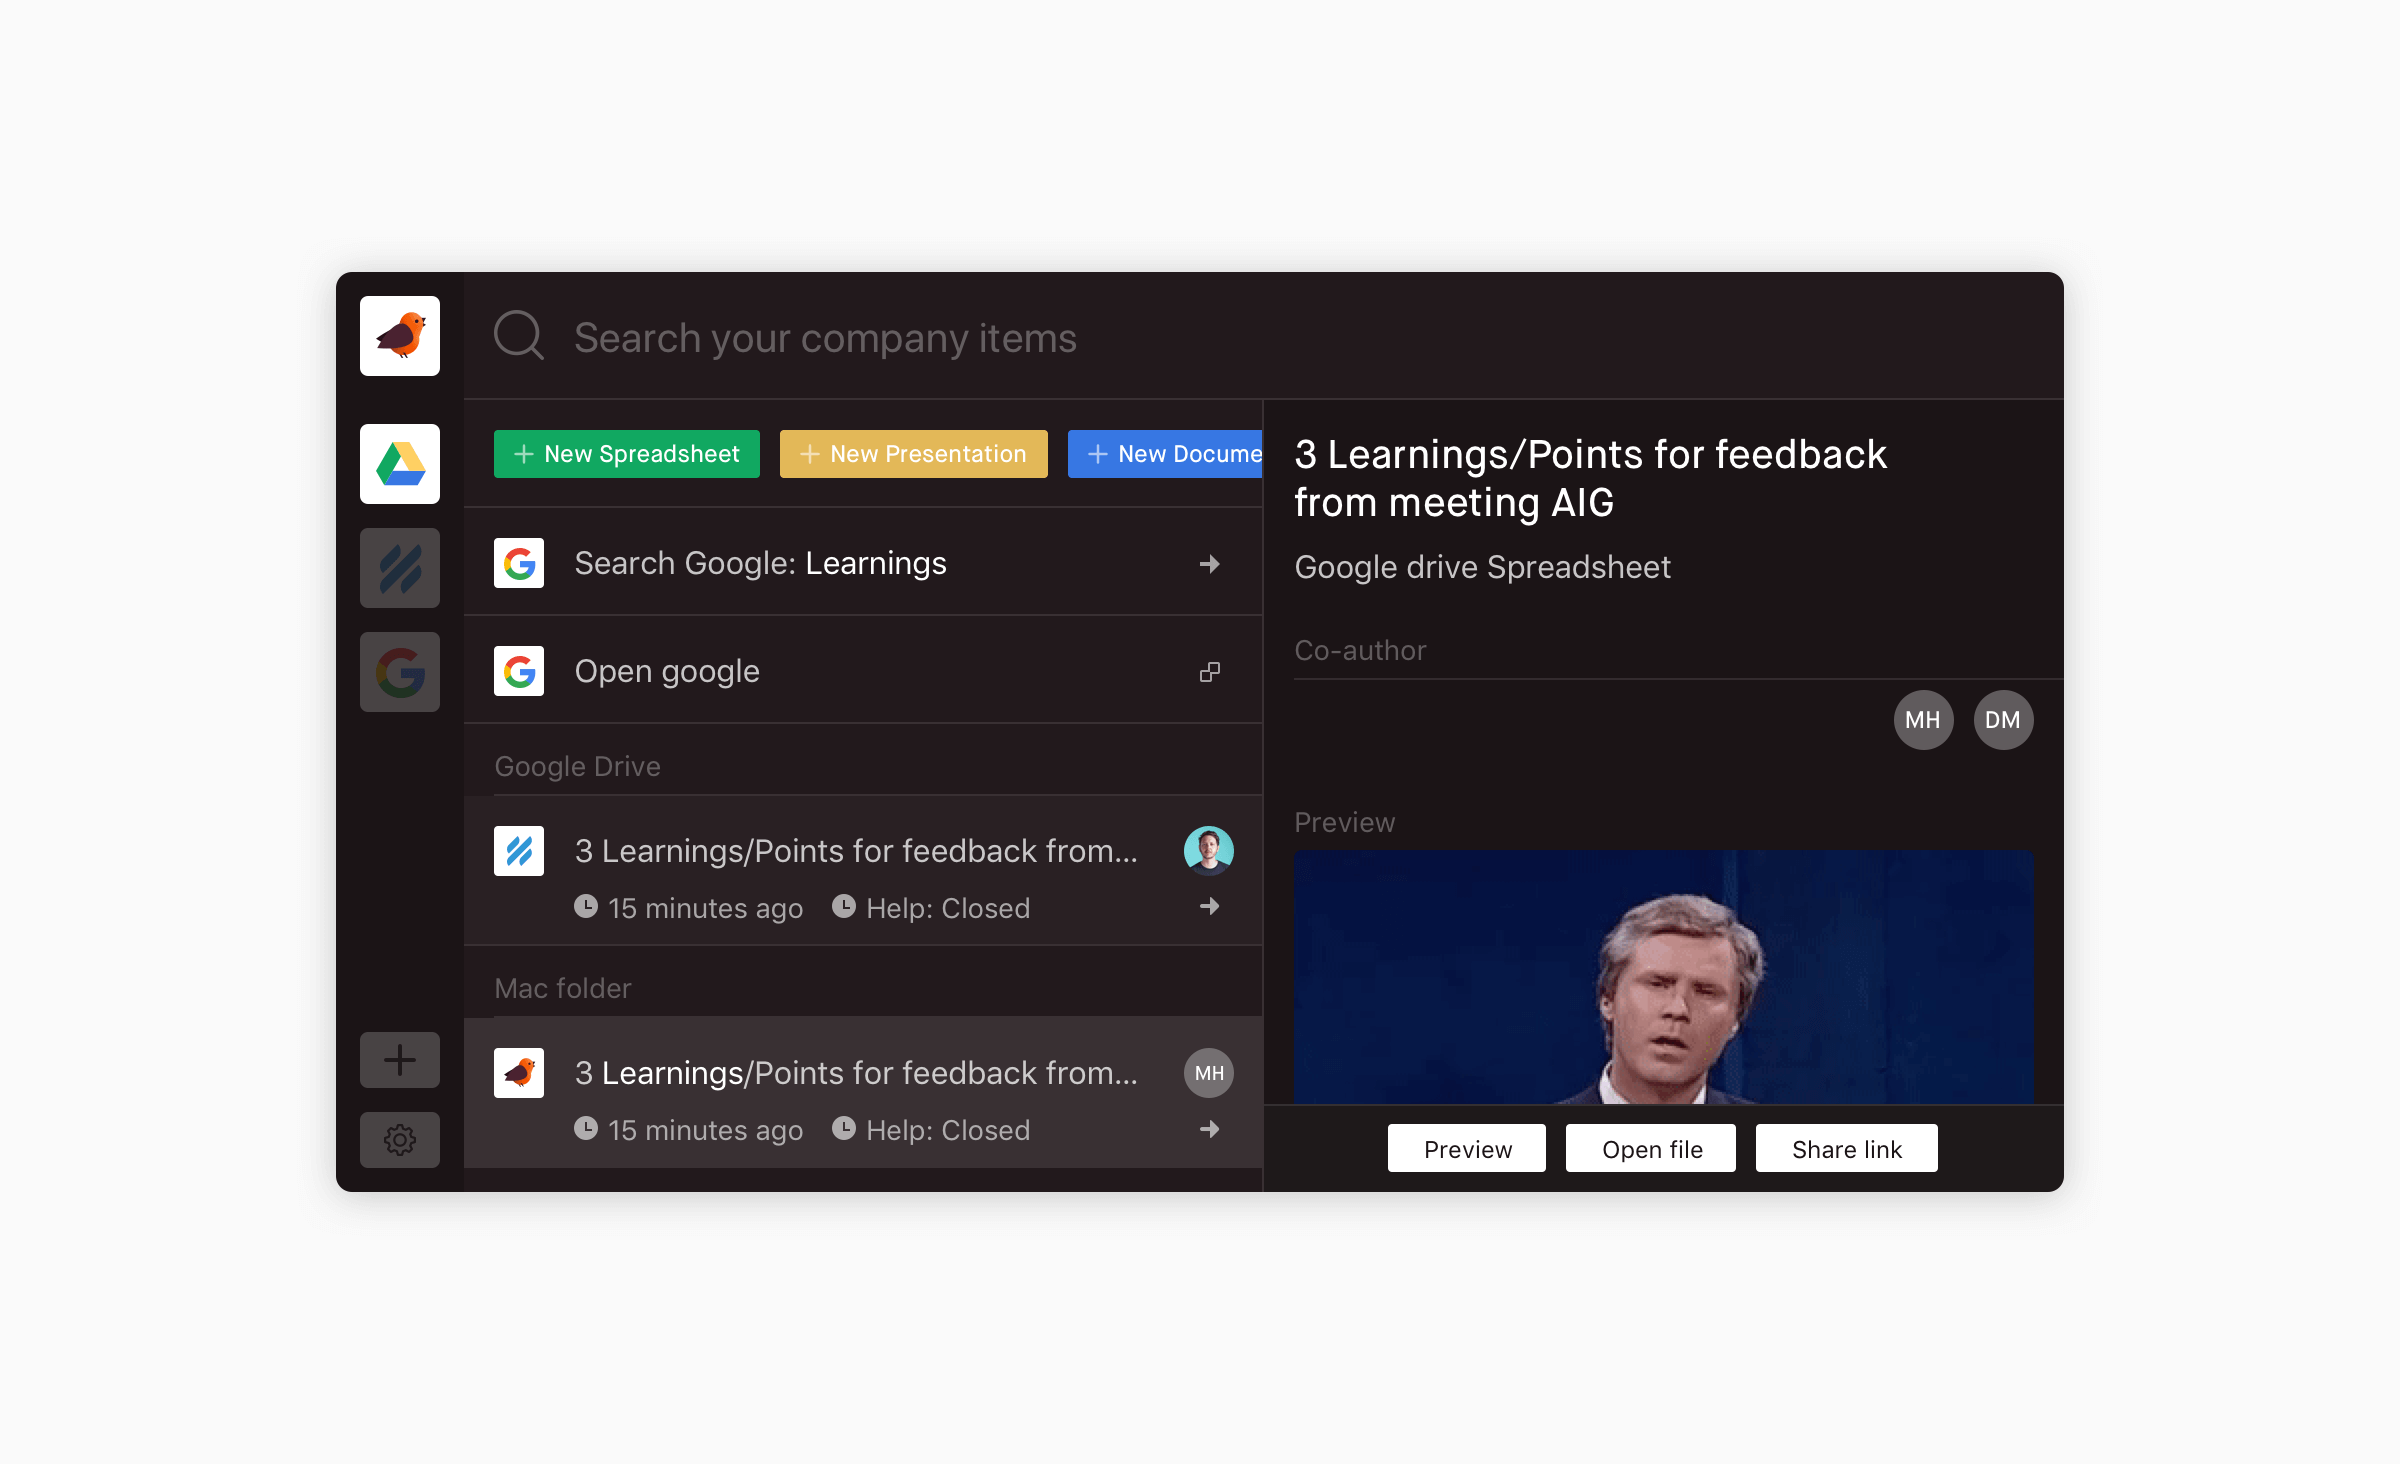 Search your company items
New Spreadsheet
New Presentation
New Docume
Search Google: Learnings
Open google
Google Drive
3 Learnings/Points for feedback from...
15 minutes ago Help: Closed
Mac folder
3 Learnings/Points for feedback from...
MH
15 minutes ago Help: Closed
3 Learnings/Points for feedback
from meeting AIG
Google drive Spreadsheet
Co-author
MH DM
Preview
Preview Open file Share link